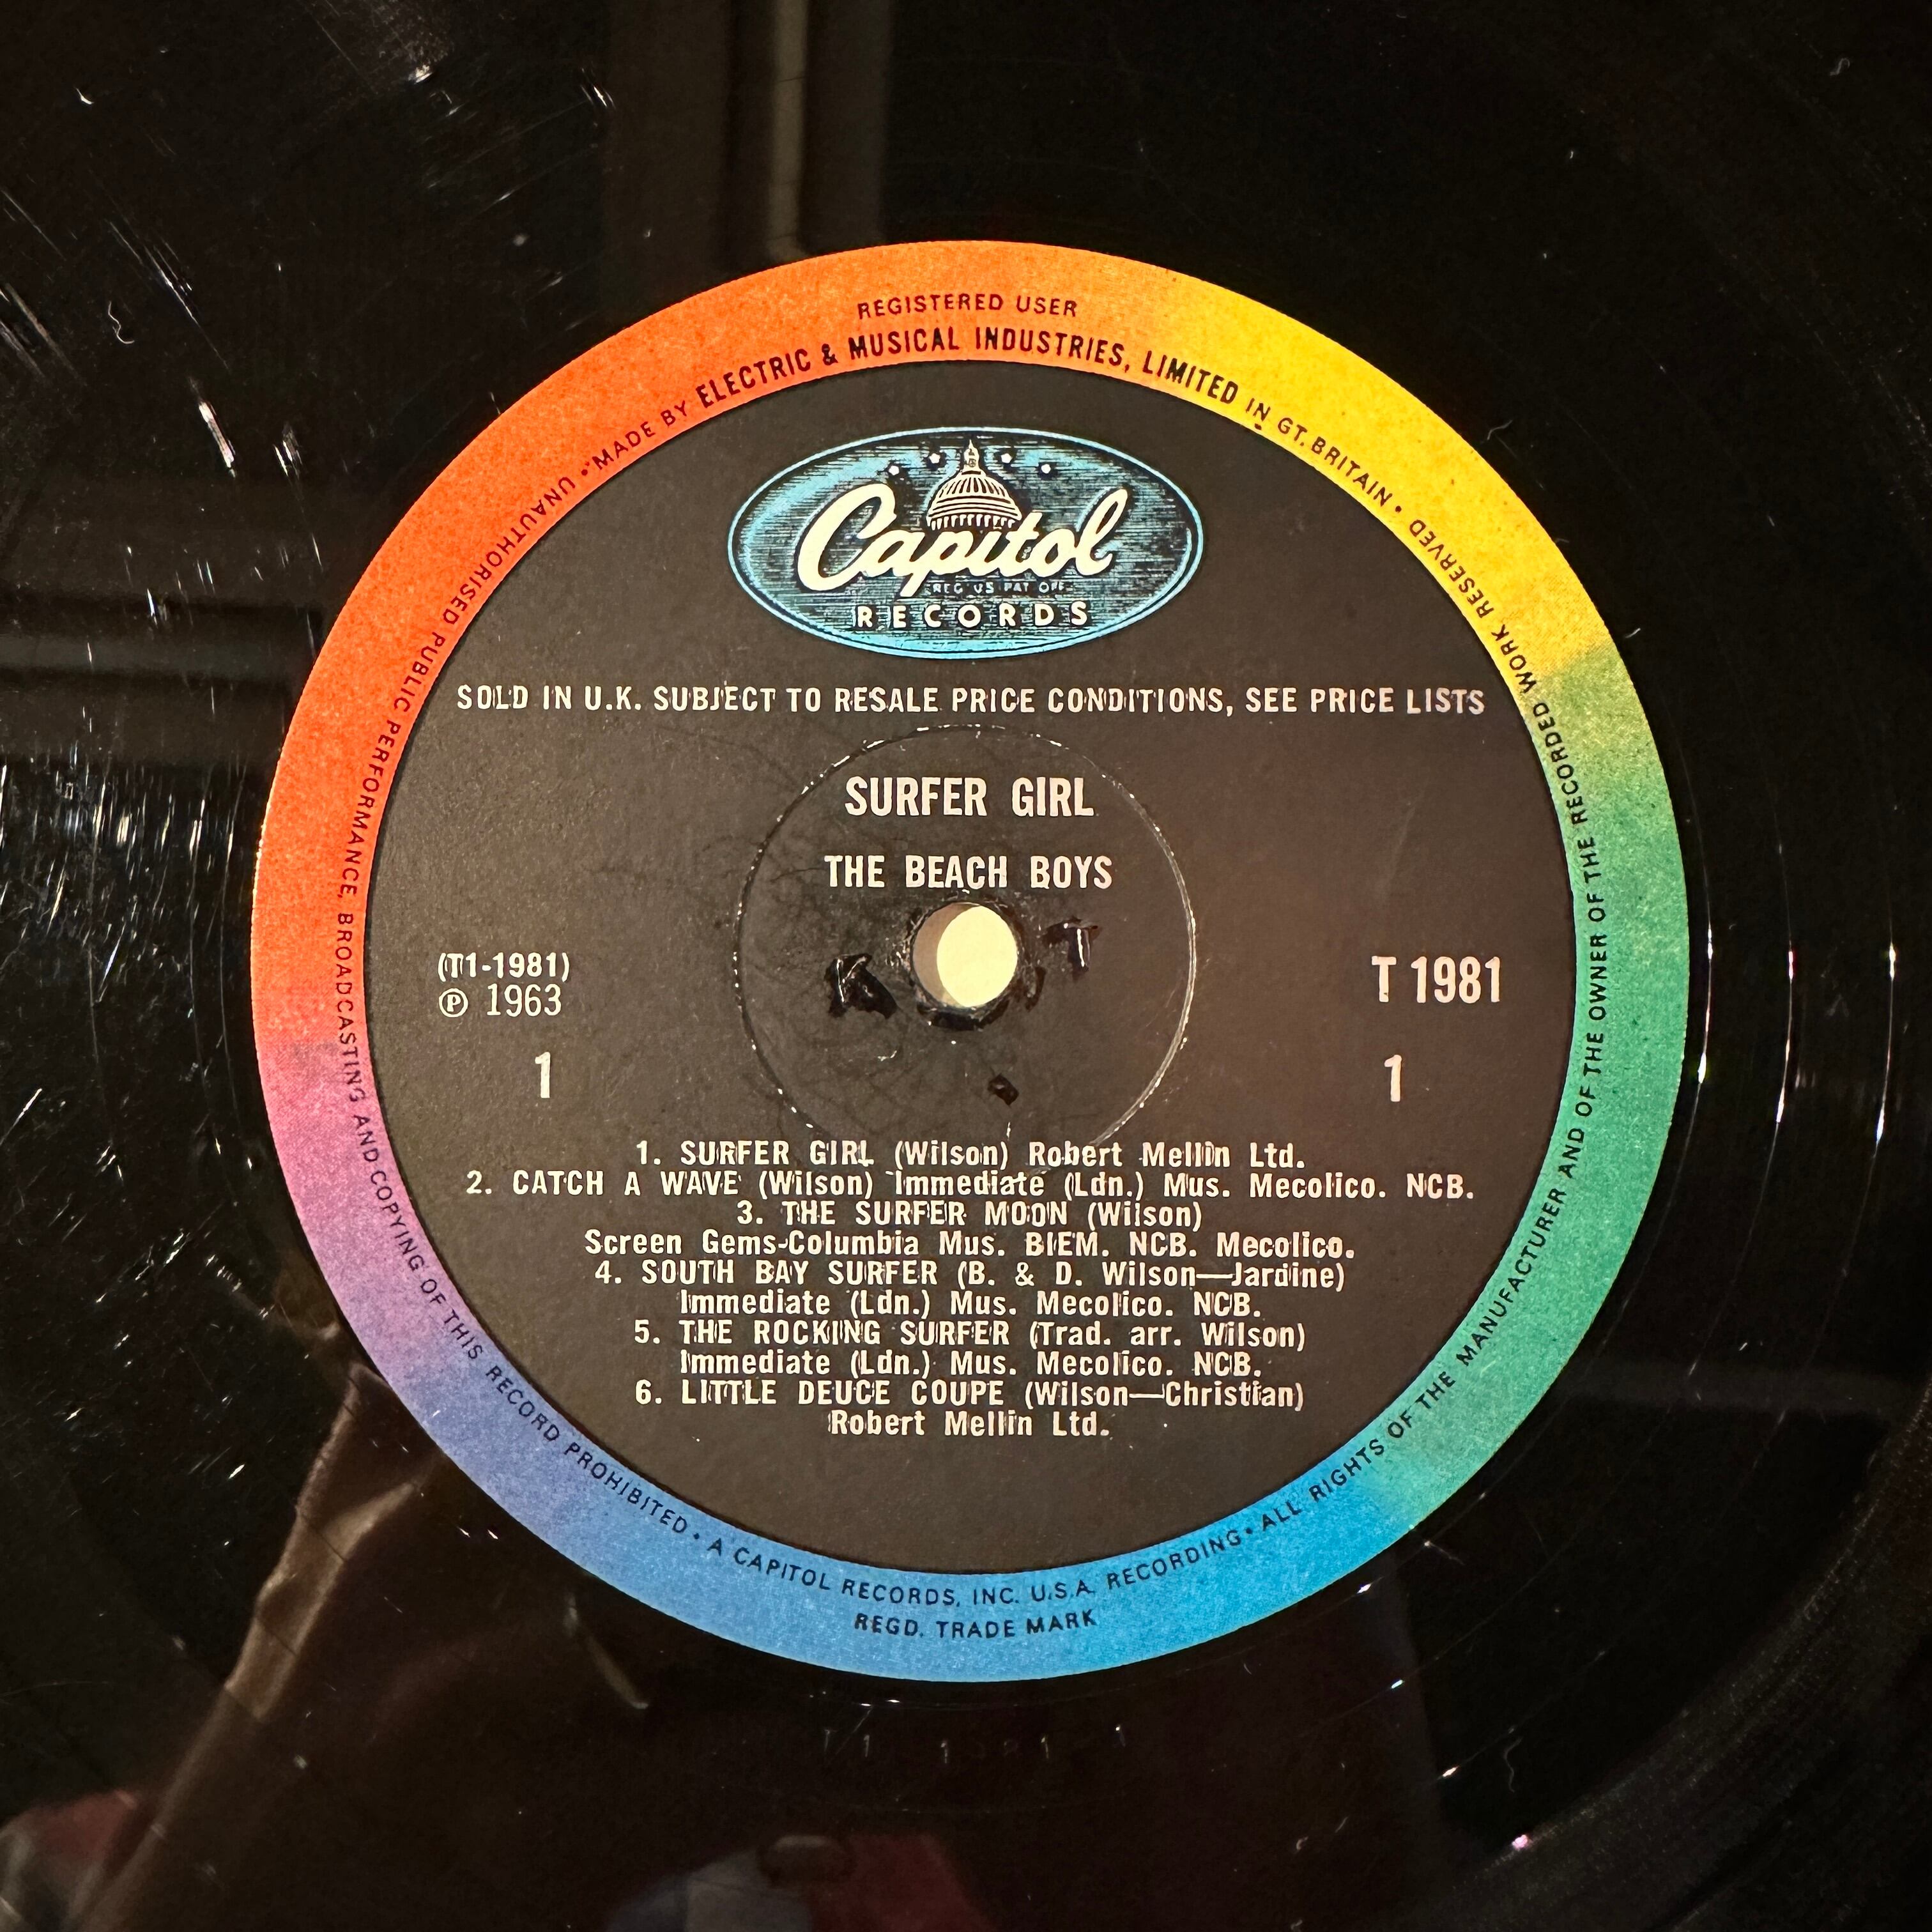 REGISTERED USER
• MADE BY ELECTRIC & MUSICAL INDUSTRIES, LIMITED IN GT. BRITAIN •
UNAUTHORISED PUBLIC PERFORMANCE, BROADCASTING AND COPYING OF THIS RECORD PROHIBITED • A CAPITOL RECORDS, INC. U.S.A. RECORDING • ALL RIGHTS OF THE MANUFACTURER AND OF THE OWNER OF THE RECORDED WORK RESERVED
REGD. TRADE MARK
Capitol
REG US PAT OFF
RECORDS
SOLD IN U.K. SUBJECT TO RESALE PRICE CONDITIONS, SEE PRICE LISTS
SURFER GIRL
THE BEACH BOYS
K T
(T1-1981)
℗ 1963
T 1981
1
1
1. SURFER GIRL (Wilson) Robert Mellin Ltd.
2. CATCH A WAVE (Wilson) Immediate (Ldn.) Mus. Mecolico. NCB.
3. THE SURFER MOON (Wilson)
Screen Gems-Columbia Mus. BIEM. NCB. Mecolico.
4. SOUTH BAY SURFER (B. & D. Wilson—Jardine)
Immediate (Ldn.) Mus. Mecolico. NCB.
5. THE ROCKING SURFER (Trad. arr. Wilson)
Immediate (Ldn.) Mus. Mecolico. NCB.
6. LITTLE DEUCE COUPE (Wilson—Christian)
Robert Mellin Ltd.